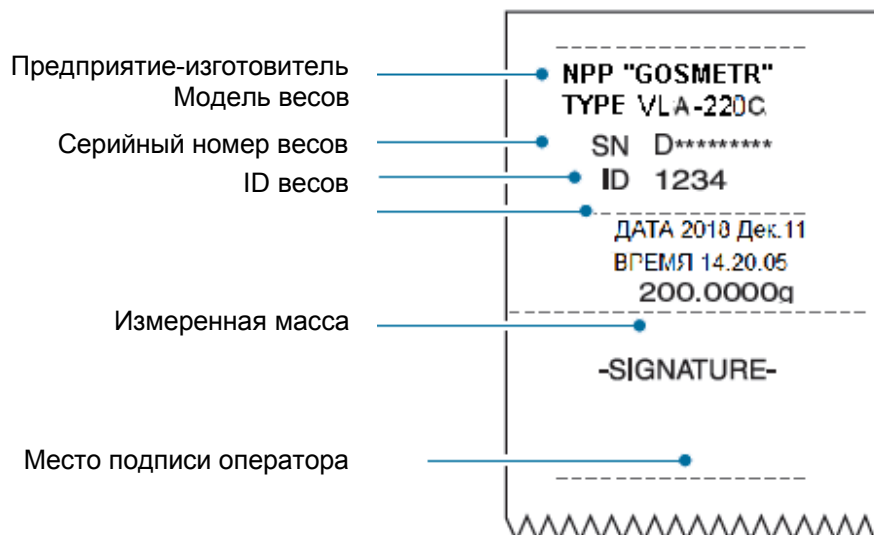 Предприятие-изготовитель
Модель весов
Серийный номер весов
ID весов
Измеренная масса
Место подписи оператора
NPP "GOSMETR"
TYPE VLA-220C
SN D*********
ID 1234
ДАТА 2018 Дек.11
ВРЕМЯ 14.20.05
200.0000g
-SIGNATURE-